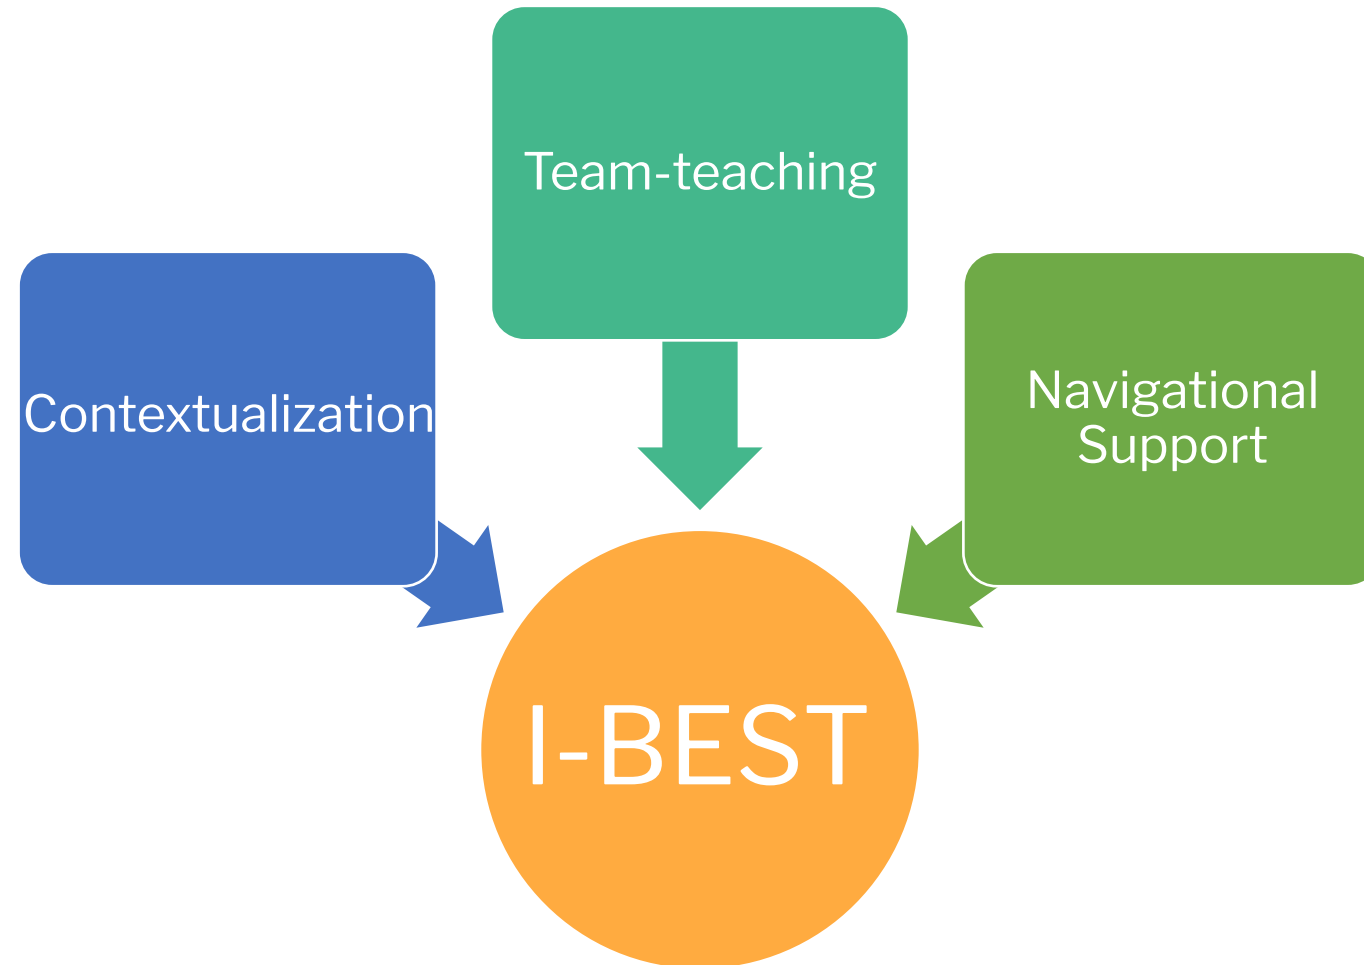 Team-teaching
Contextualization
Navigational
Support
I-BEST